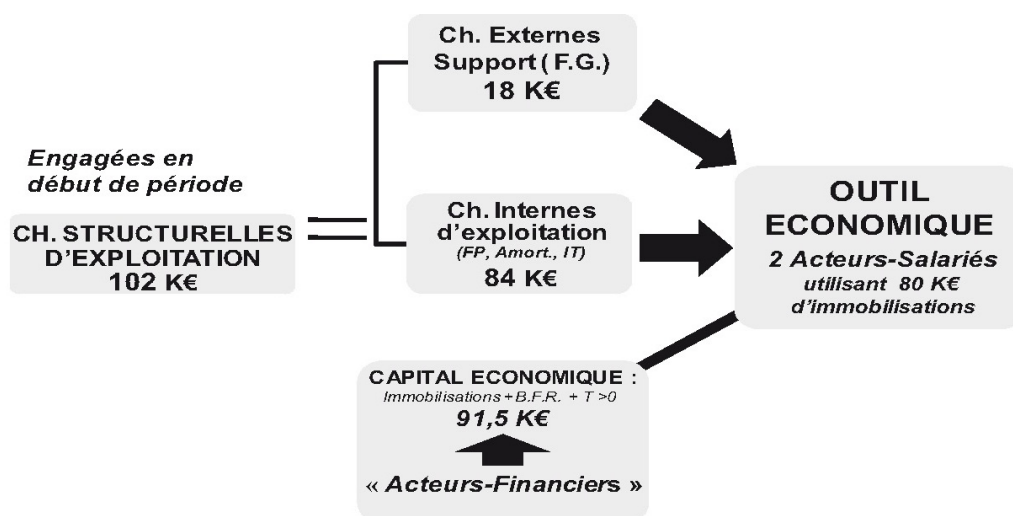 Engagées en
début de période
CH. STRUCTURELLES
D'EXPLOITATION
102 K€
Ch. Externes
Support ( F.G.)
18 K€
Ch. Internes
d'exploitation
(FP, Amort., IT)
84 K€
OUTIL
ECONOMIQUE
2 Acteurs-Salariés
utilisant 80 K€
d'immobilisations
CAPITAL ECONOMIQUE :
Immobilisations + B.F.R. + T >0
91,5 K€
« Acteurs-Financiers »